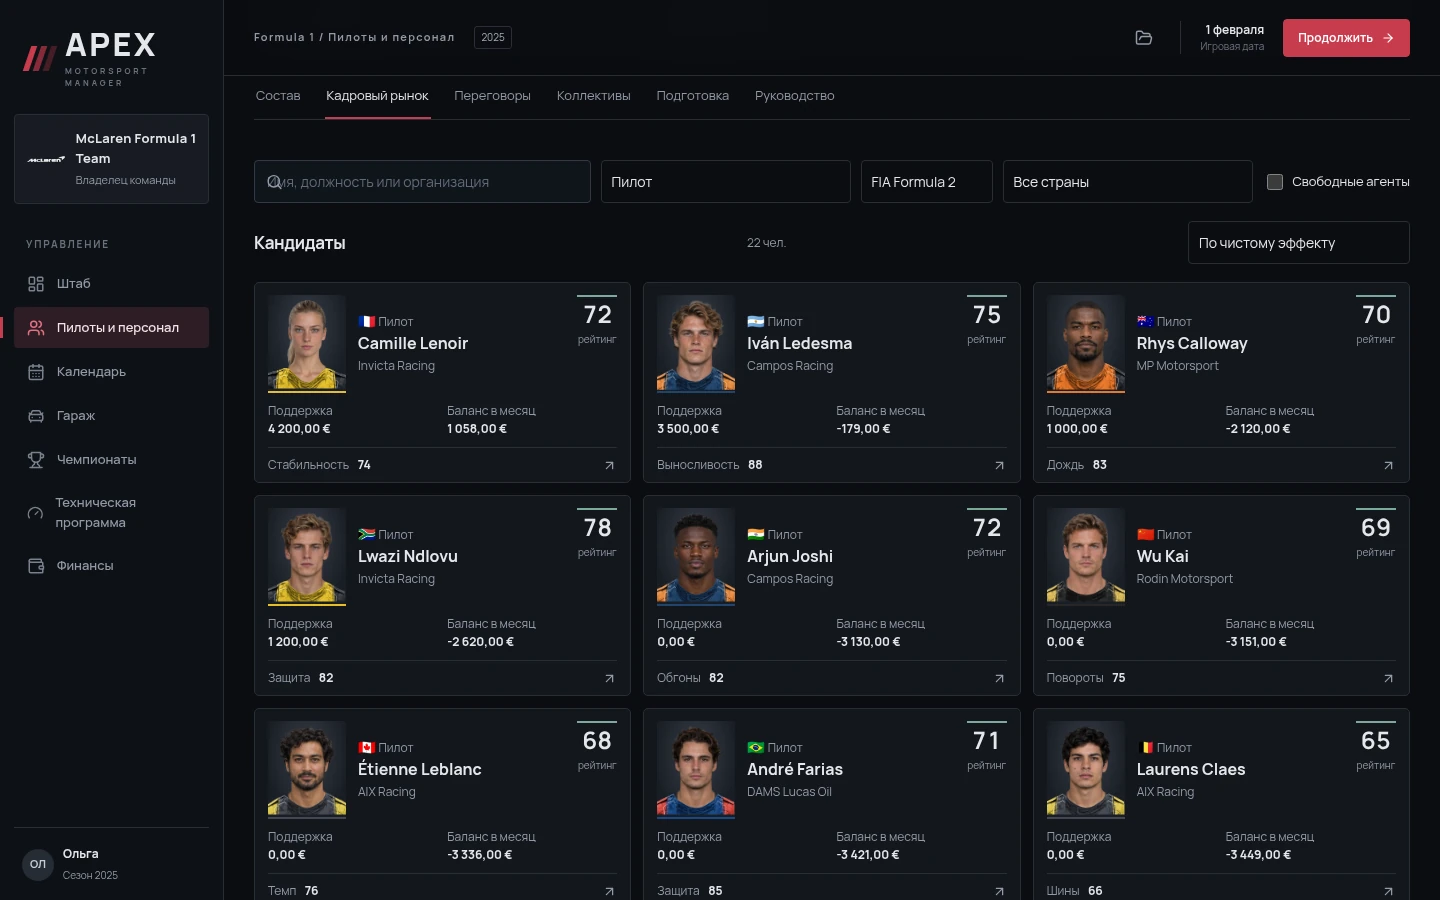 APEX
MOTORSPORT
MANAGER
McLaren
McLaren Formula 1
Team
Владелец команды
УПРАВЛЕНИЕ
Штаб
Пилоты и персонал
Календарь
Гараж
Чемпионаты
Техническая
программа
Финансы
ОЛ
Ольга
Сезон 2025
Formula 1 / Пилоты и персонал 2025
1 февраля
Игровая дата
Продолжить
Состав Кадровый рынок Переговоры Коллективы Подготовка Руководство
Имя, должность или организация Пилот FIA Formula 2 Все страны Свободные агенты
Кандидаты 22 чел. По чистому эффекту
Пилот 72
Camille Lenoir рейтинг
Invicta Racing
Поддержка Баланс в месяц
4 200,00 € 1 058,00 €
Стабильность 74
Пилот 75
Iván Ledesma рейтинг
Campos Racing
Поддержка Баланс в месяц
3 500,00 € -179,00 €
Выносливость 88
Пилот 70
Rhys Calloway рейтинг
MP Motorsport
Поддержка Баланс в месяц
1 000,00 € -2 120,00 €
Дождь 83
Пилот 78
Lwazi Ndlovu рейтинг
Invicta Racing
Поддержка Баланс в месяц
1 200,00 € -2 620,00 €
Защита 82
Пилот 72
Arjun Joshi рейтинг
Campos Racing
Поддержка Баланс в месяц
0,00 € -3 130,00 €
Обгоны 82
Пилот 69
Wu Kai рейтинг
Rodin Motorsport
Поддержка Баланс в месяц
0,00 € -3 151,00 €
Повороты 75
Пилот 68
Étienne Leblanc рейтинг
AIX Racing
Поддержка Баланс в месяц
0,00 € -3 336,00 €
Темп 76
Пилот 71
André Farias рейтинг
DAMS Lucas Oil
Поддержка Баланс в месяц
0,00 € -3 421,00 €
Защита 85
Пилот 65
Laurens Claes рейтинг
AIX Racing
Поддержка Баланс в месяц
0,00 € -3 449,00 €
Шины 66